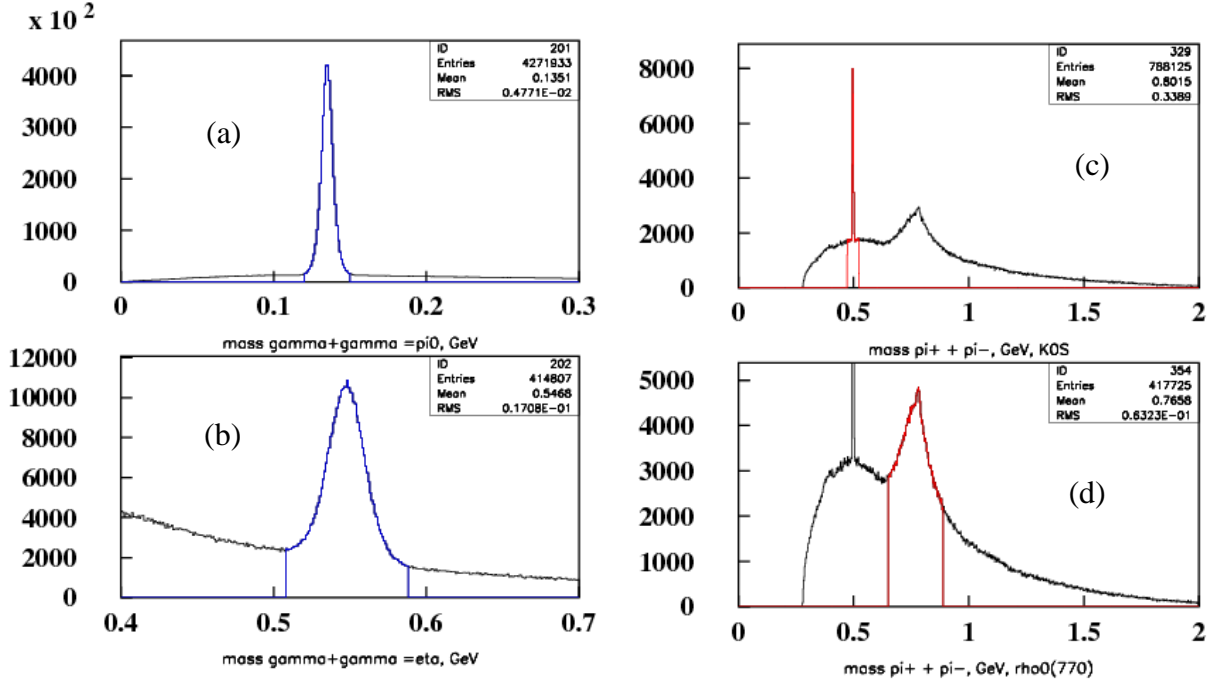 x 10 2
4000
3000
2000
1000
0
ID 201
Entries 4271933
Mean 0.1351
RMS 0.4771E-02
(a)
0 0.1 0.2 0.3
mass gamma+gamma =pi0, GeV
12000
10000
8000
6000
4000
2000
0
ID 202
Entries 414807
Mean 0.5468
RMS 0.1708E-01
(b)
0.4 0.5 0.6 0.7
mass gamma+gamma =eta, GeV
8000
6000
4000
2000
0
ID 329
Entries 788125
Mean 0.8015
RMS 0.3389
(c)
0 0.5 1 1.5 2
mass pi+ + pi-, GeV, K0S
5000
4000
3000
2000
1000
0
ID 354
Entries 417725
Mean 0.7658
RMS 0.6323E-01
(d)
0 0.5 1 1.5 2
mass pi+ + pi-, GeV, rho0(770)